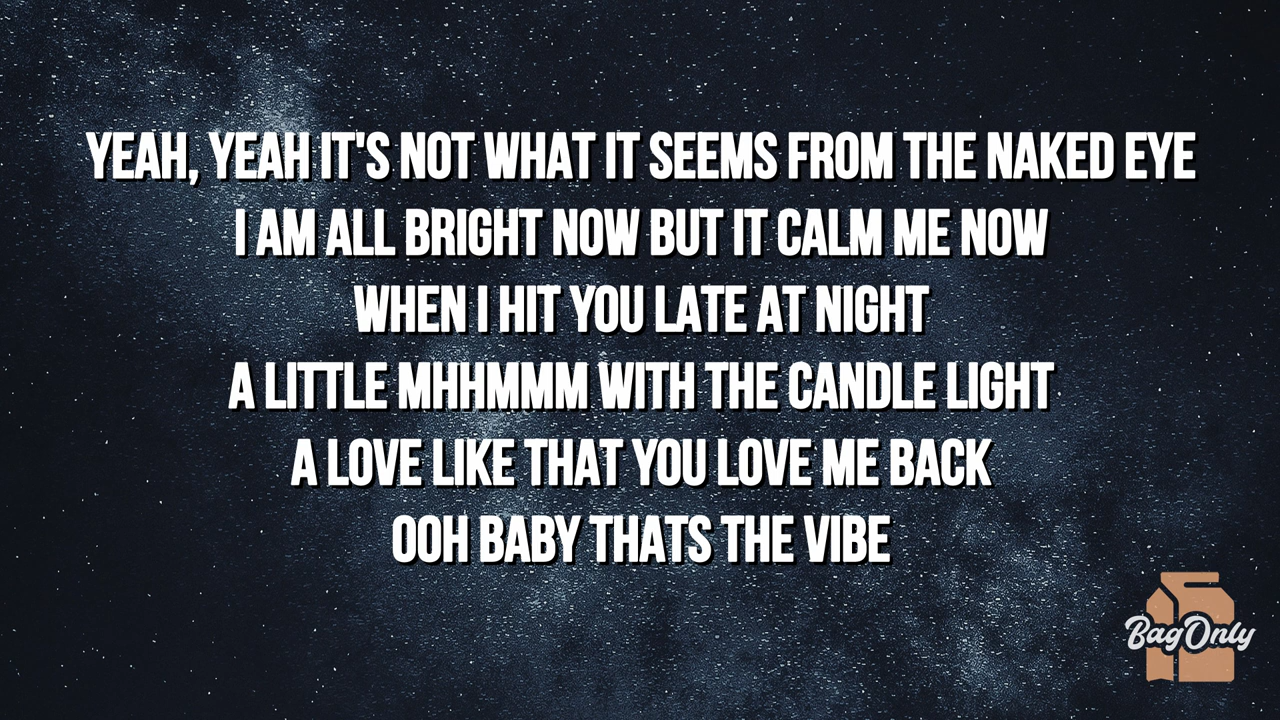 YEAH, YEAH IT'S NOT WHAT IT SEEMS FROM THE NAKED EYE
I AM ALL BRIGHT NOW BUT IT CALM ME NOW
WHEN I HIT YOU LATE AT NIGHT
A LITTLE MHHMMM WITH THE CANDLE LIGHT
A LOVE LIKE THAT YOU LOVE ME BACK
OOH BABY THATS THE VIBE
BagOnly